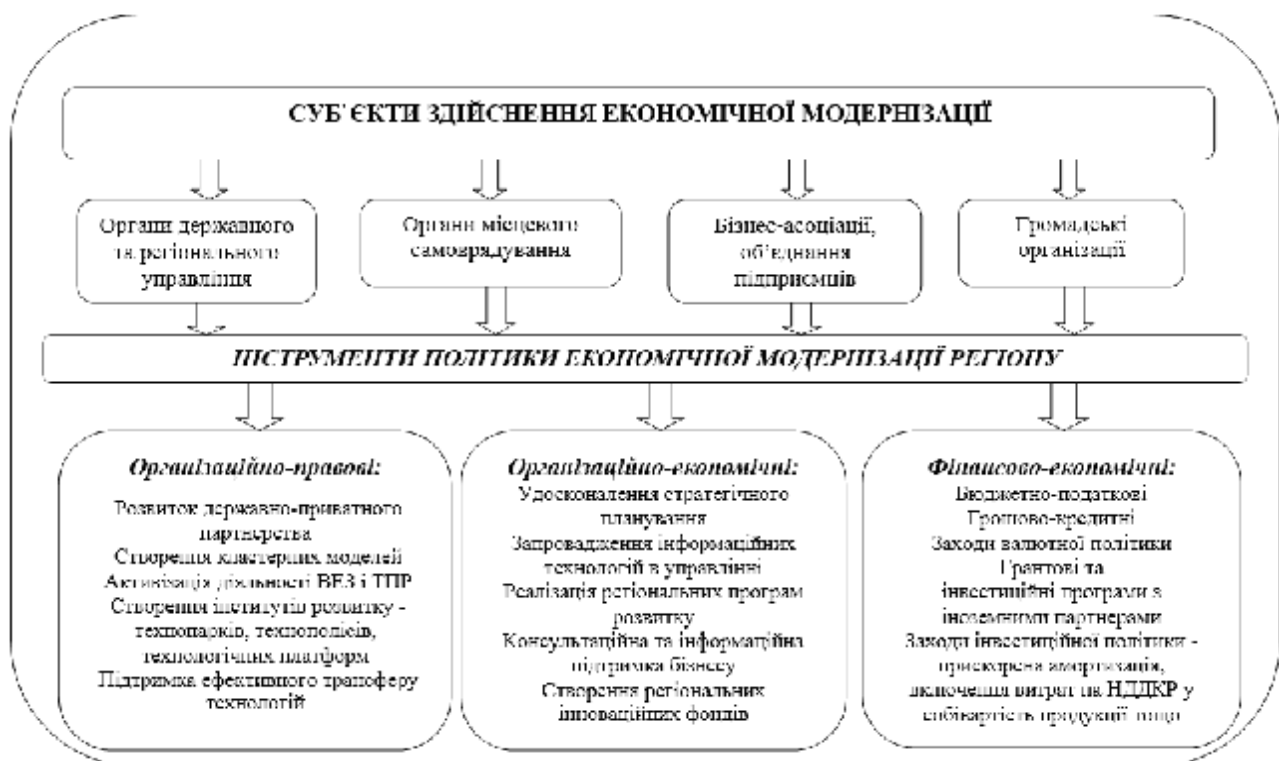 СУБ`ЄКТИ ЗДІЙСНЕННЯ ЕКОНОМІЧНОЇ МОДЕРНІЗАЦІЇ
Органи державного
та регіонального
управління
Органи місцевого
самоврядування
Бізнес-асоціації,
об’єднання
підприємців
Громадські
організації
ІНСТРУМЕНТИ ПОЛІТИКИ ЕКОНОМІЧНОЇ МОДЕРНІЗАЦІЇ РЕГІОНУ
Організаційно-правові:
Розвиток державно-приватного
партнерства
Створення кластерних моделей
Активізація діяльності ВЕЗ і ТПР
Створення інститутів розвитку -
технопарків, технополісів,
технологічних платформ
Підтримка ефективного трансферу
технологій
Організаційно-економічні:
Удосконалення стратегічного
планування
Запровадження інформаційних
технологій в управлінні
Реалізація регіональних програм
розвитку
Консультаційна та інформаційна
підтримка бізнесу
Створення регіональних
інноваційних фондів
Фінансово-економічні:
Бюджетно-податкові
Грошово-кредитні
Заходи валютної політики
Грантові та
інвестиційні програми з
іноземними партнерами
Заходи інвестиційної політики -
прискорена амортизація,
включення витрат на НДДКР у
собівартість продукції тощо